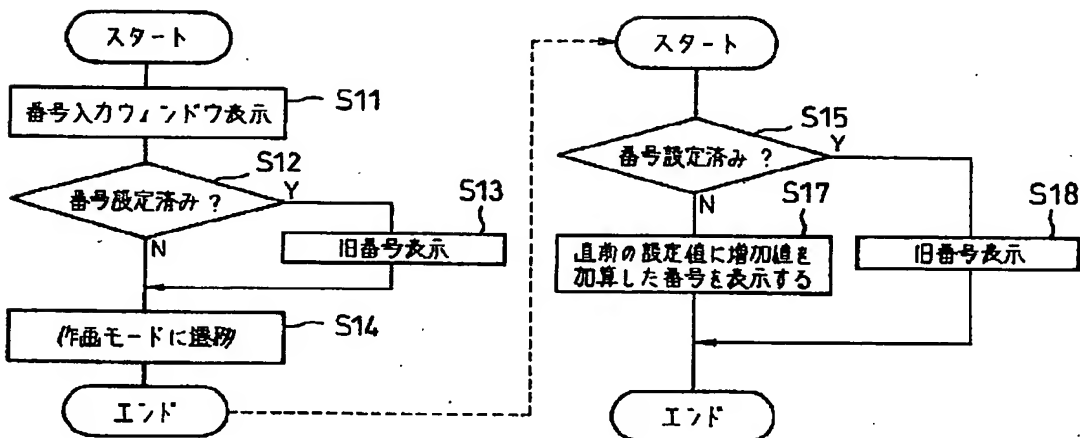 スタート
番号入力ウィンドウ表示
S11
番号設定済み?
S12
Y
N
旧番号表示
S13
作画モードに遷移
S14
エンド
スタート
番号設定済み?
S15
Y
N
直前の設定値に増加値を
加算した番号を表示する
S17
旧番号表示
S18
エンド